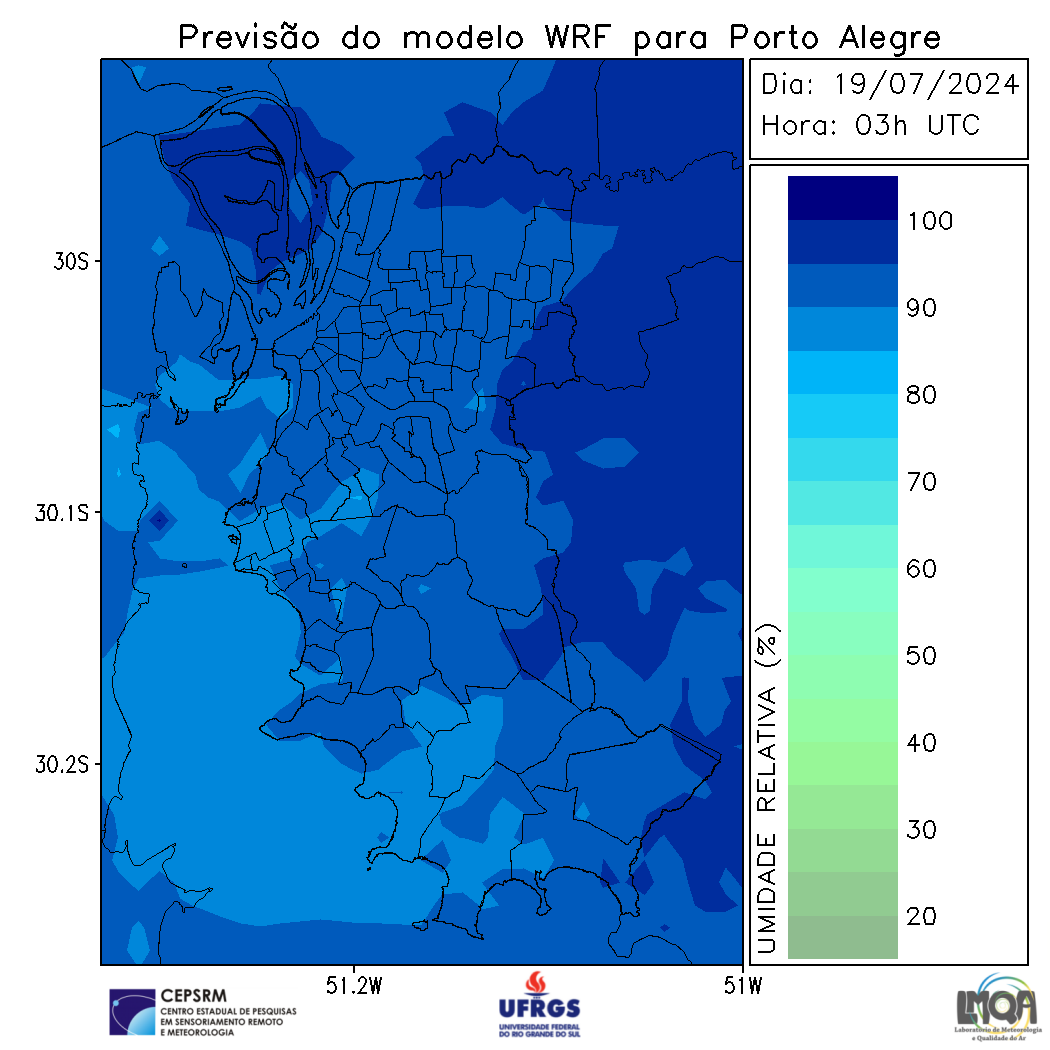 Previsão do modelo WRF para Porto Alegre
Dia: 19/07/2024
Hora: 03h UTC
30S
30.1S
30.2S
51.2W
51W
100
90
80
70
60
50
40
30
20
UMIDADE RELATIVA (%)
CEPSRM
CENTRO ESTADUAL DE PESQUISAS
EM SENSORIAMENTO REMOTO
E METEOROLOGIA
UFRGS
UNIVERSIDADE FEDERAL
DO RIO GRANDE DO SUL
LMQA
Laboratório de Meteorologia
e Qualidade do Ar